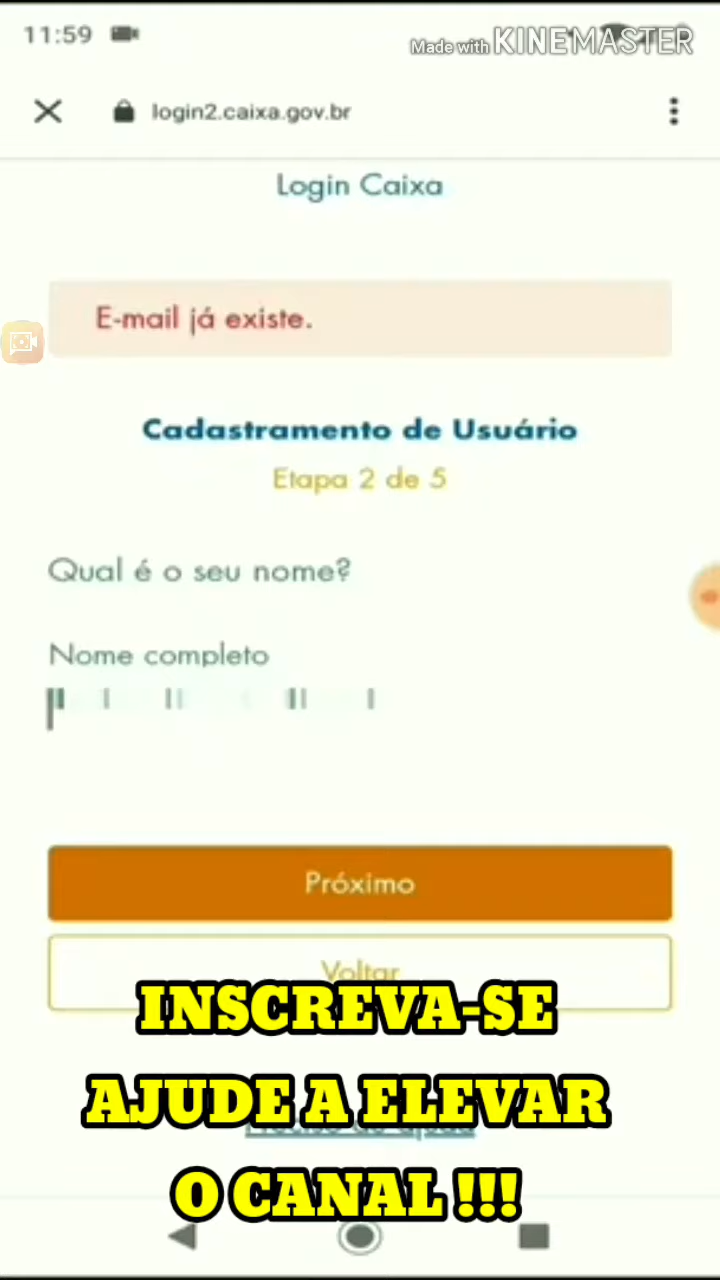 11:59
Made with KINEMASTER
login2.caixa.gov.br
Login Caixa
E-mail já existe.
Cadastramento de Usuário
Etapa 2 de 5
Qual é o seu nome?
Nome completo
Próximo
Voltar
INSCREVA-SE
AJUDE A ELEVAR
O CANAL !!!